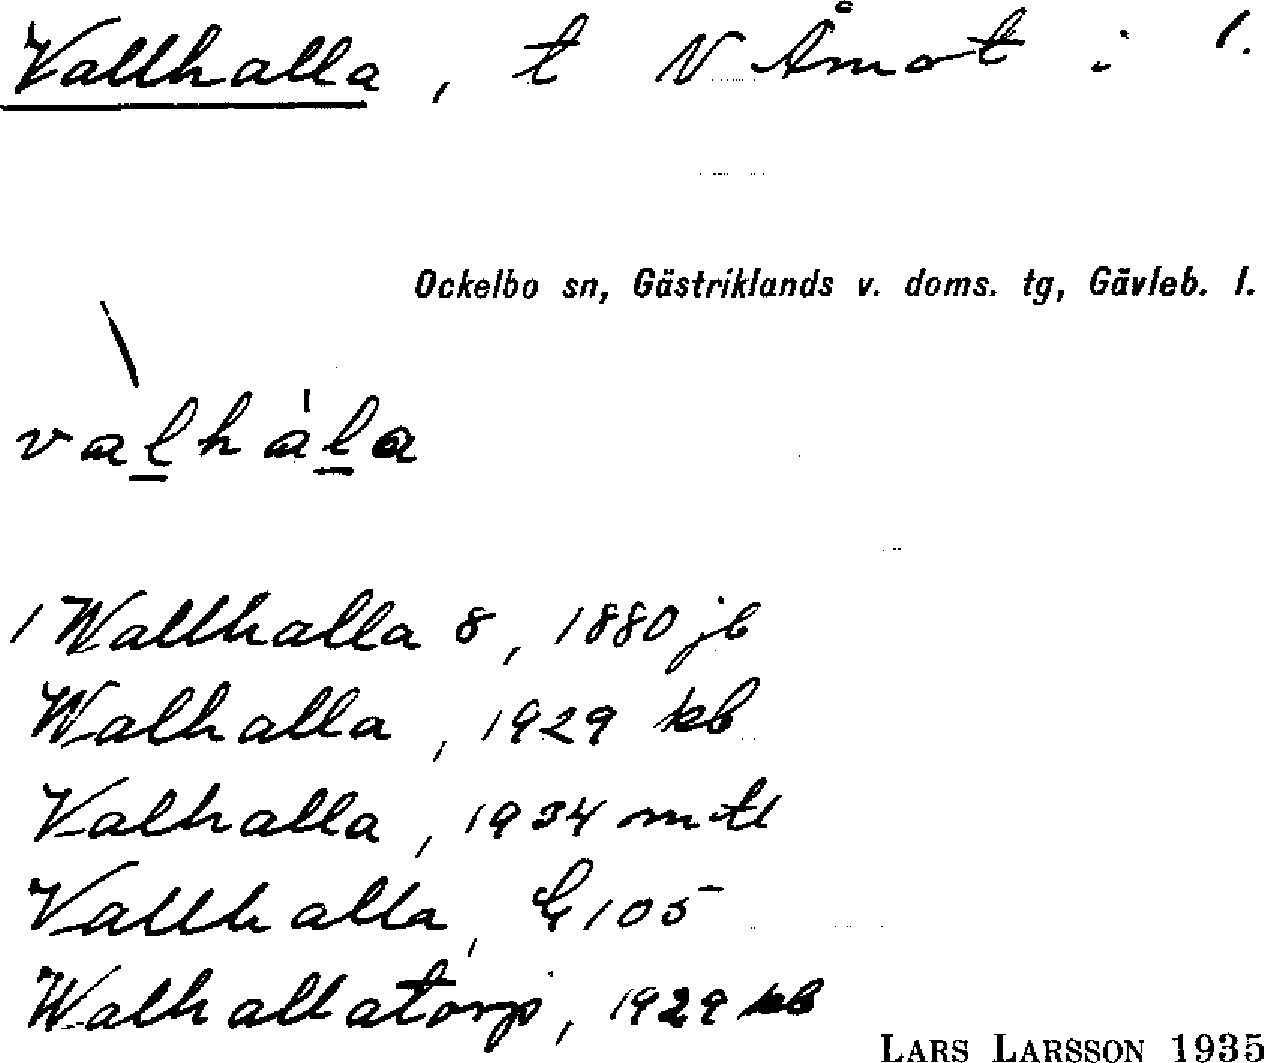 Vallhalla, t N Åmot i 1.
Ockelbo sn, Gästriklands v. doms. tg, Gävleb. l.
valhála
1 Wallhalla 8, 1880 jb
Walhalla, 1929 kb
Valhalla, 1934 mtl
Vallhalla, 105
Walhallatorp, 1929 kb
LARS LARSSON 1935